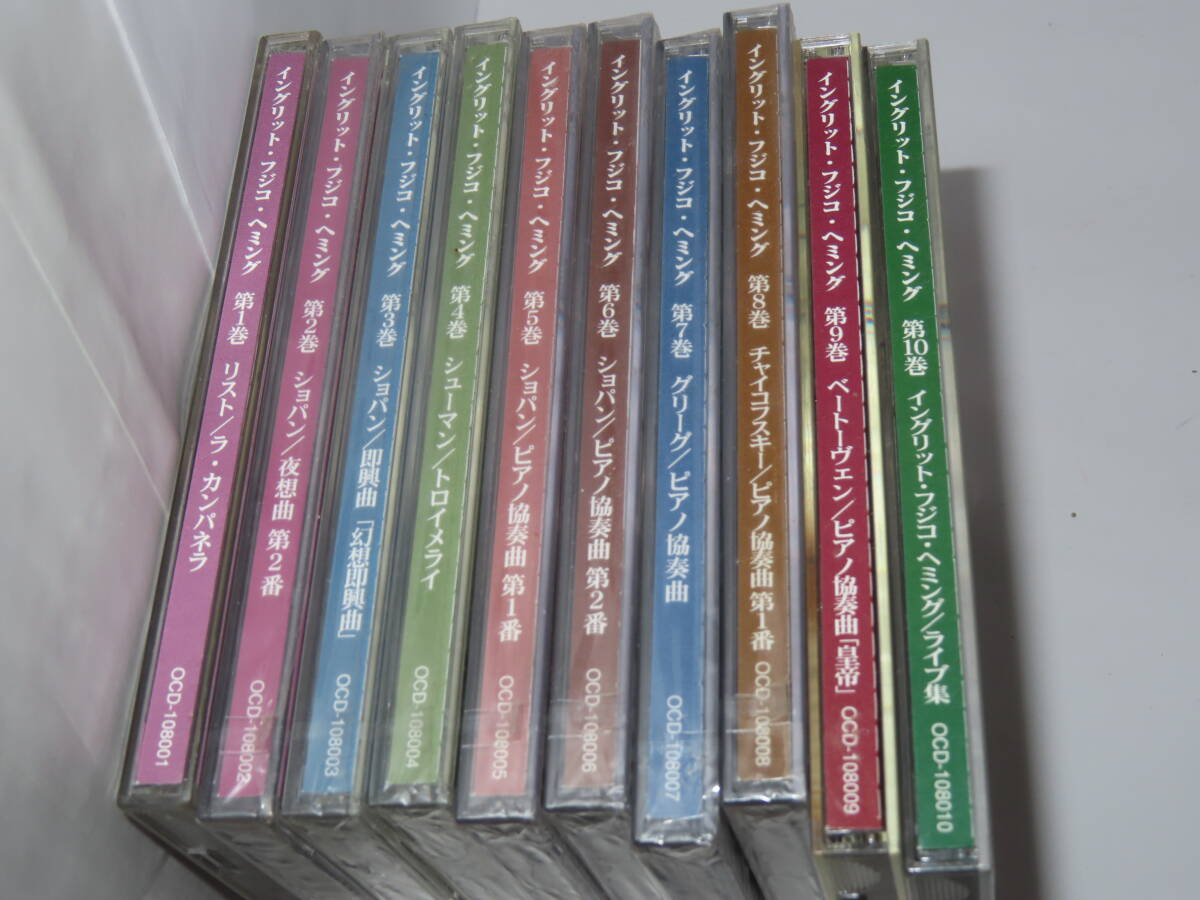 イングリット・フジコ・ヘミング 第1巻 リスト/ラ・カンパネラ OCD-108001
イングリット・フジコ・ヘミング 第2巻 ショパン/夜想曲 第2番 OCD-108002
イングリット・フジコ・ヘミング 第3巻 ショパン/即興曲「幻想即興曲」 OCD-108003
イングリット・フジコ・ヘミング 第4巻 シューマン/トロイメライ OCD-108004
イングリット・フジコ・ヘミング 第5巻 ショパン/ピアノ協奏曲 第1番 OCD-108005
イングリット・フジコ・ヘミング 第6巻 ショパン/ピアノ協奏曲 第2番 OCD-108006
イングリット・フジコ・ヘミング 第7巻 グリーグ/ピアノ協奏曲 OCD-108007
イングリット・フジコ・ヘミング 第8巻 チャイコフスキー/ピアノ協奏曲 第1番 OCD-108008
イングリット・フジコ・ヘミング 第9巻 ベートーヴェン/ピアノ協奏曲「皇帝」 OCD-108009
イングリット・フジコ・ヘミング 第10巻 イングリット・フジコ・ヘミング/ライブ集 OCD-108010